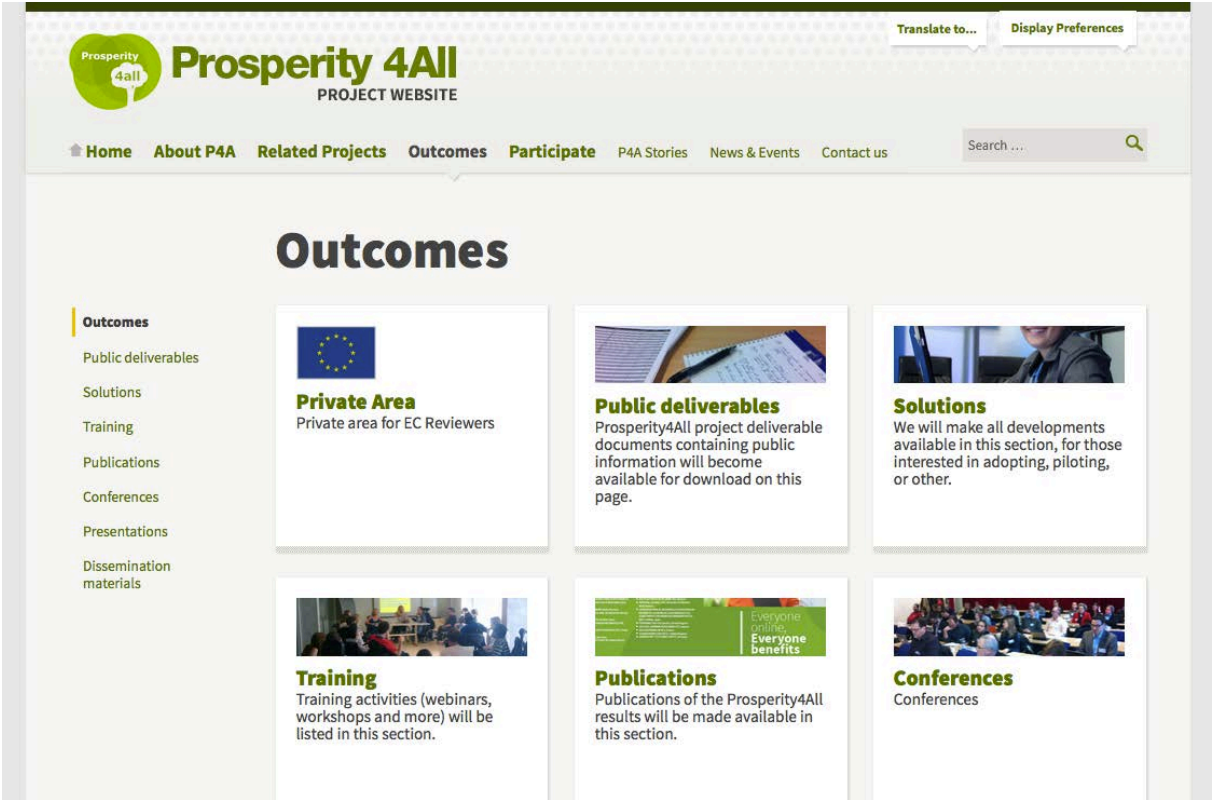 Translate to...
Display Preferences
Prosperity
4all
Prosperity 4All
PROJECT WEBSITE
Home About P4A Related Projects Outcomes Participate P4A Stories News & Events Contact us
Search ...
Outcomes
Outcomes
Public deliverables
Solutions
Training
Publications
Conferences
Presentations
Dissemination
materials
Private Area
Private area for EC Reviewers
Public deliverables
Prosperity4All project deliverable
documents containing public
information will become
available for download on this
page.
Solutions
We will make all developments
available in this section, for those
interested in adopting, piloting,
or other.
Training
Training activities (webinars,
workshops and more) will be
listed in this section.
Everyone
online,
Everyone
benefits
Publications
Publications of the Prosperity4All
results will be made available in
this section.
Conferences
Conferences